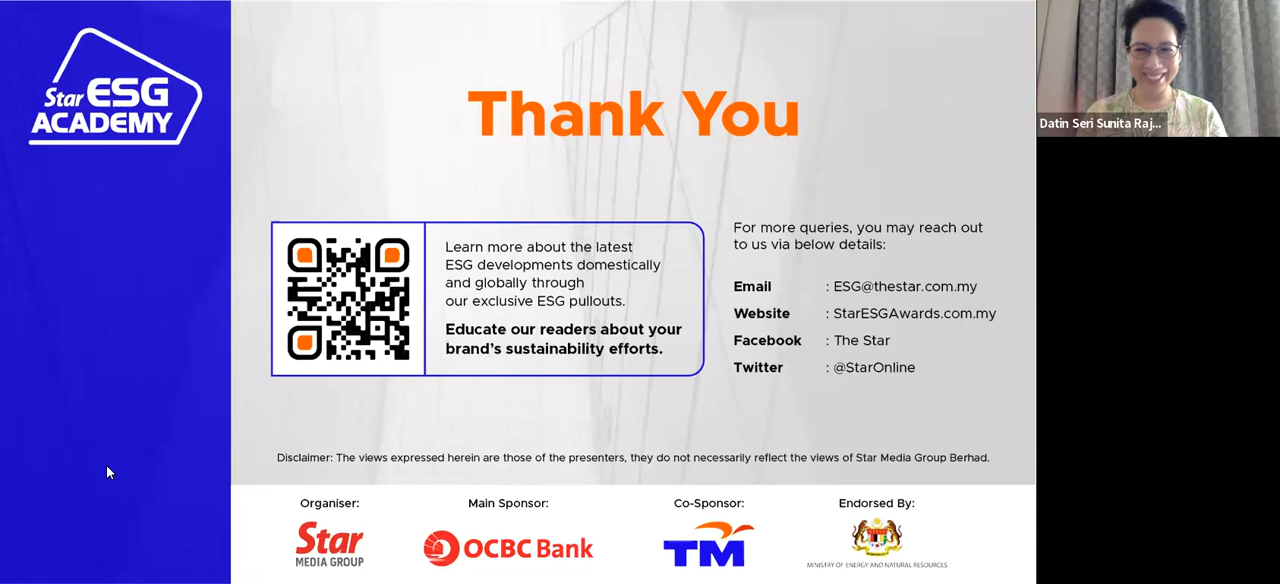 Star ESG
ACADEMY
Thank You
Datin Seri Sunita Raj...
Learn more about the latest
ESG developments domestically
and globally through
our exclusive ESG pullouts.
Educate our readers about your
brand's sustainability efforts.
For more queries, you may reach out
to us via below details:
Email : ESG@thestar.com.my
Website : StarESGAwards.com.my
Facebook : The Star
Twitter : @StarOnline
Disclaimer: The views expressed herein are those of the presenters, they do not necessarily reflect the views of Star Media Group Berhad.
Organiser:
Star
MEDIA GROUP
Main Sponsor:
OCBC Bank
Co-Sponsor:
TM
Endorsed By:
MINISTRY OF ENERGY AND NATURAL RESOURCES